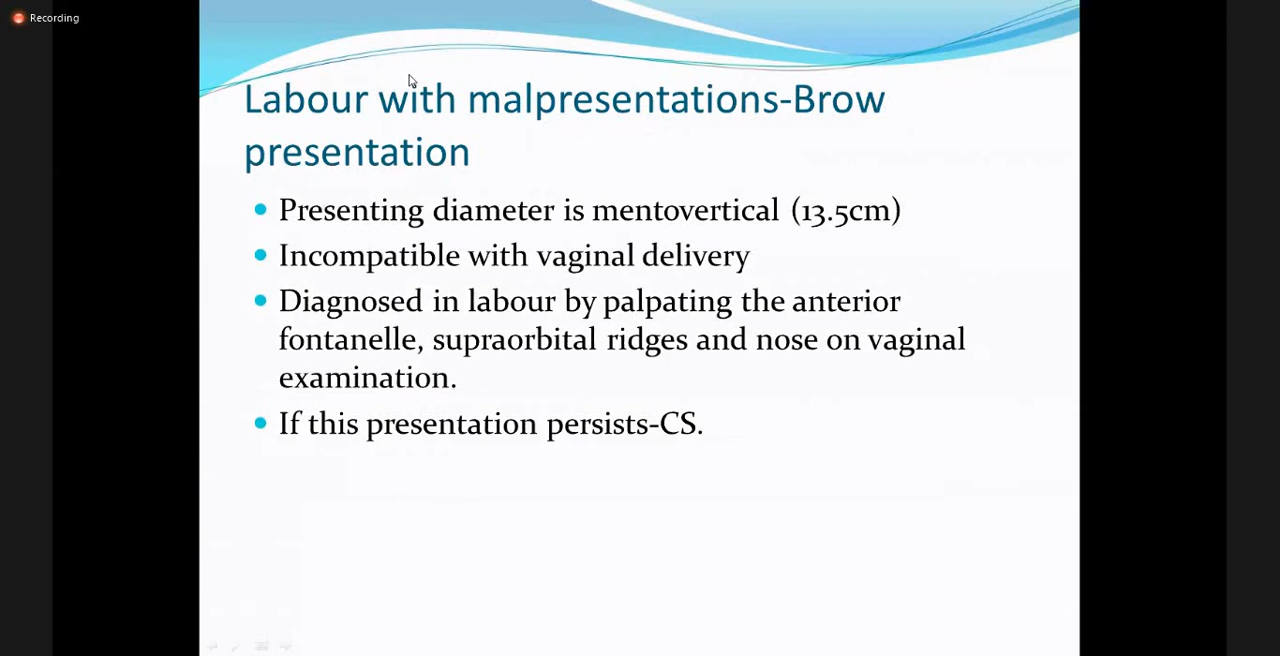 Recording
Labour with malpresentations-Brow
presentation
Presenting diameter is mentovertical (13.5cm)
Incompatible with vaginal delivery
Diagnosed in labour by palpating the anterior
fontanelle, supraorbital ridges and nose on vaginal
examination.
If this presentation persists-CS.